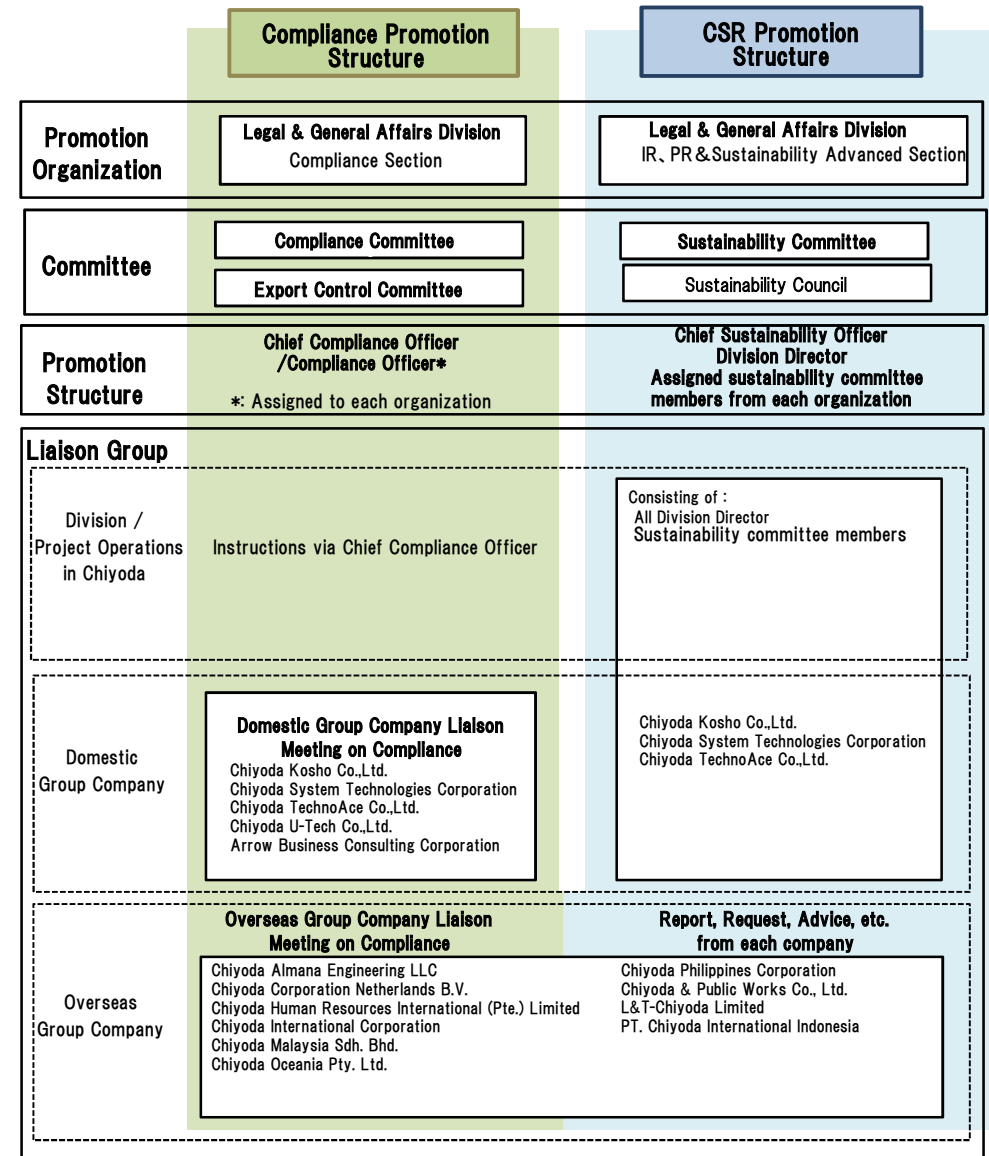 Compliance Promotion
Structure
CSR Promotion
Structure
Promotion
Organization
Legal & General Affairs Division
Compliance Section
Legal & General Affairs Division
IR、PR&Sustainability Advanced Section
Committee
Compliance Committee
Export Control Committee
Sustainability Committee
Sustainability Council
Promotion
Structure
Chief Compliance Officer
/Compliance Officer*
*: Assigned to each organization
Chief Sustainability Officer
Division Director
Assigned sustainability committee
members from each organization
Liaison Group
Division /
Project Operations
in Chiyoda
Instructions via Chief Compliance Officer
Consisting of :
All Division Director
Sustainability committee members
Domestic
Group Company
Domestic Group Company Liaison
Meeting on Compliance
Chiyoda Kosho Co.,Ltd.
Chiyoda System Technologies Corporation
Chiyoda TechnoAce Co.,Ltd.
Chiyoda U-Tech Co.,Ltd.
Arrow Business Consulting Corporation
Chiyoda Kosho Co.,Ltd.
Chiyoda System Technologies Corporation
Chiyoda TechnoAce Co.,Ltd.
Overseas
Group Company
Overseas Group Company Liaison
Meeting on Compliance
Report, Request, Advice, etc.
from each company
Chiyoda Almana Engineering LLC
Chiyoda Corporation Netherlands B.V.
Chiyoda Human Resources International (Pte.) Limited
Chiyoda International Corporation
Chiyoda Malaysia Sdh. Bhd.
Chiyoda Oceania Pty. Ltd.
Chiyoda Philippines Corporation
Chiyoda & Public Works Co., Ltd.
L&T-Chiyoda Limited
PT. Chiyoda International Indonesia